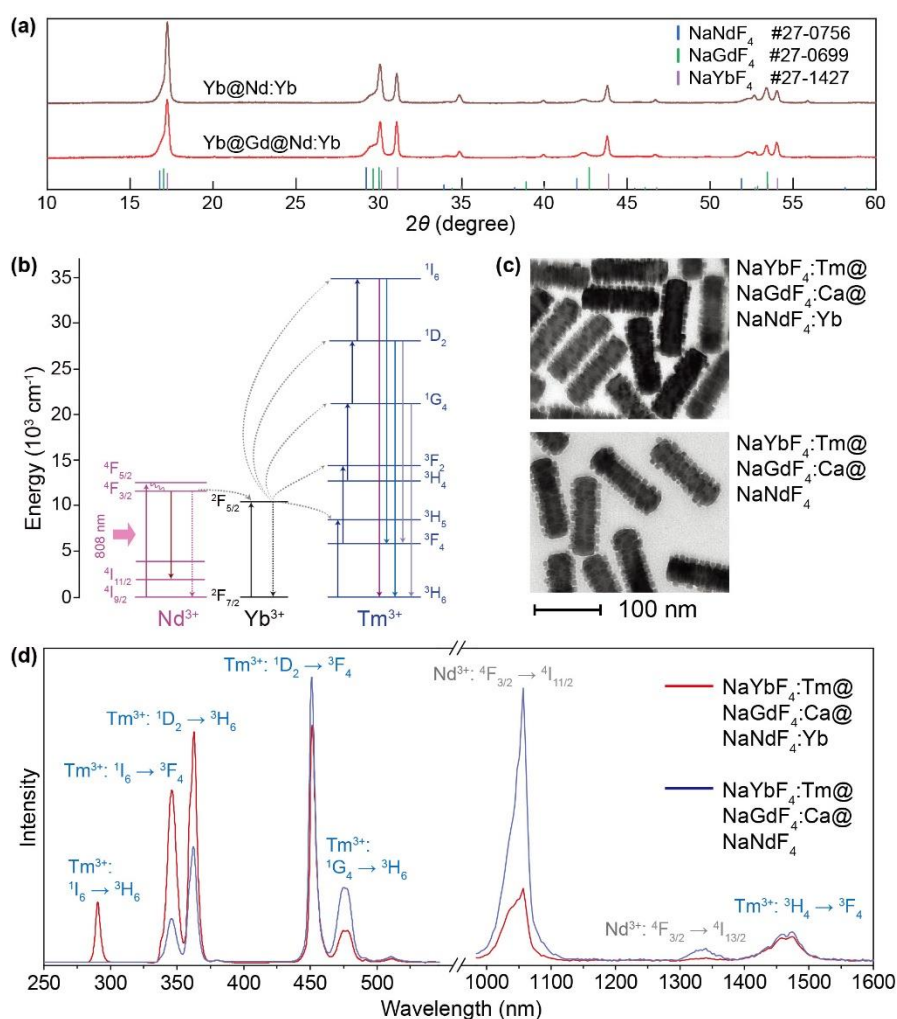 (a)
NaNdF₄ #27-0756
NaGdF₄ #27-0699
NaYbF₄ #27-1427
Yb@Nd:Yb
Yb@Gd@Nd:Yb
10 15 20 25 30 35 40 45 50 55 60
2θ (degree)
(b)
Energy (10³ cm⁻¹)
35
30
25
20
15
10
5
0
¹I₆
¹D₂
¹G₄
³F₂
³H₄
³H₅
³F₄
³H₆
⁴F₅/₂
⁴F₃/₂
808 nm
⁴I₁₁/₂
⁴I₉/₂
²F₅/₂
²F₇/₂
Nd³⁺ Yb³⁺ Tm³⁺
(c)
NaYbF₄:Tm@
NaGdF₄:Ca@
NaNdF₄:Yb
NaYbF₄:Tm@
NaGdF₄:Ca@
NaNdF₄
100 nm
(d)
Intensity
Tm³⁺:
¹I₆ → ³H₆
Tm³⁺: ¹I₆ → ³F₄
Tm³⁺: ¹D₂ → ³H₆
Tm³⁺: ¹D₂ → ³F₄
Tm³⁺:
¹G₄ → ³H₆
Nd³⁺: ⁴F₃/₂ → ⁴I₁₁/₂
Nd³⁺: ⁴F₃/₂ → ⁴I₁₃/₂
Tm³⁺: ³H₄ → ³F₄
NaYbF₄:Tm@
NaGdF₄:Ca@
NaNdF₄:Yb
NaYbF₄:Tm@
NaGdF₄:Ca@
NaNdF₄
250 300 350 400 450 500 1000 1100 1200 1300 1400 1500 1600
Wavelength (nm)